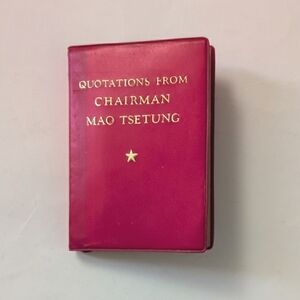 QUOTATIONS FROM
CHAIRMAN
MAO TSETUNG